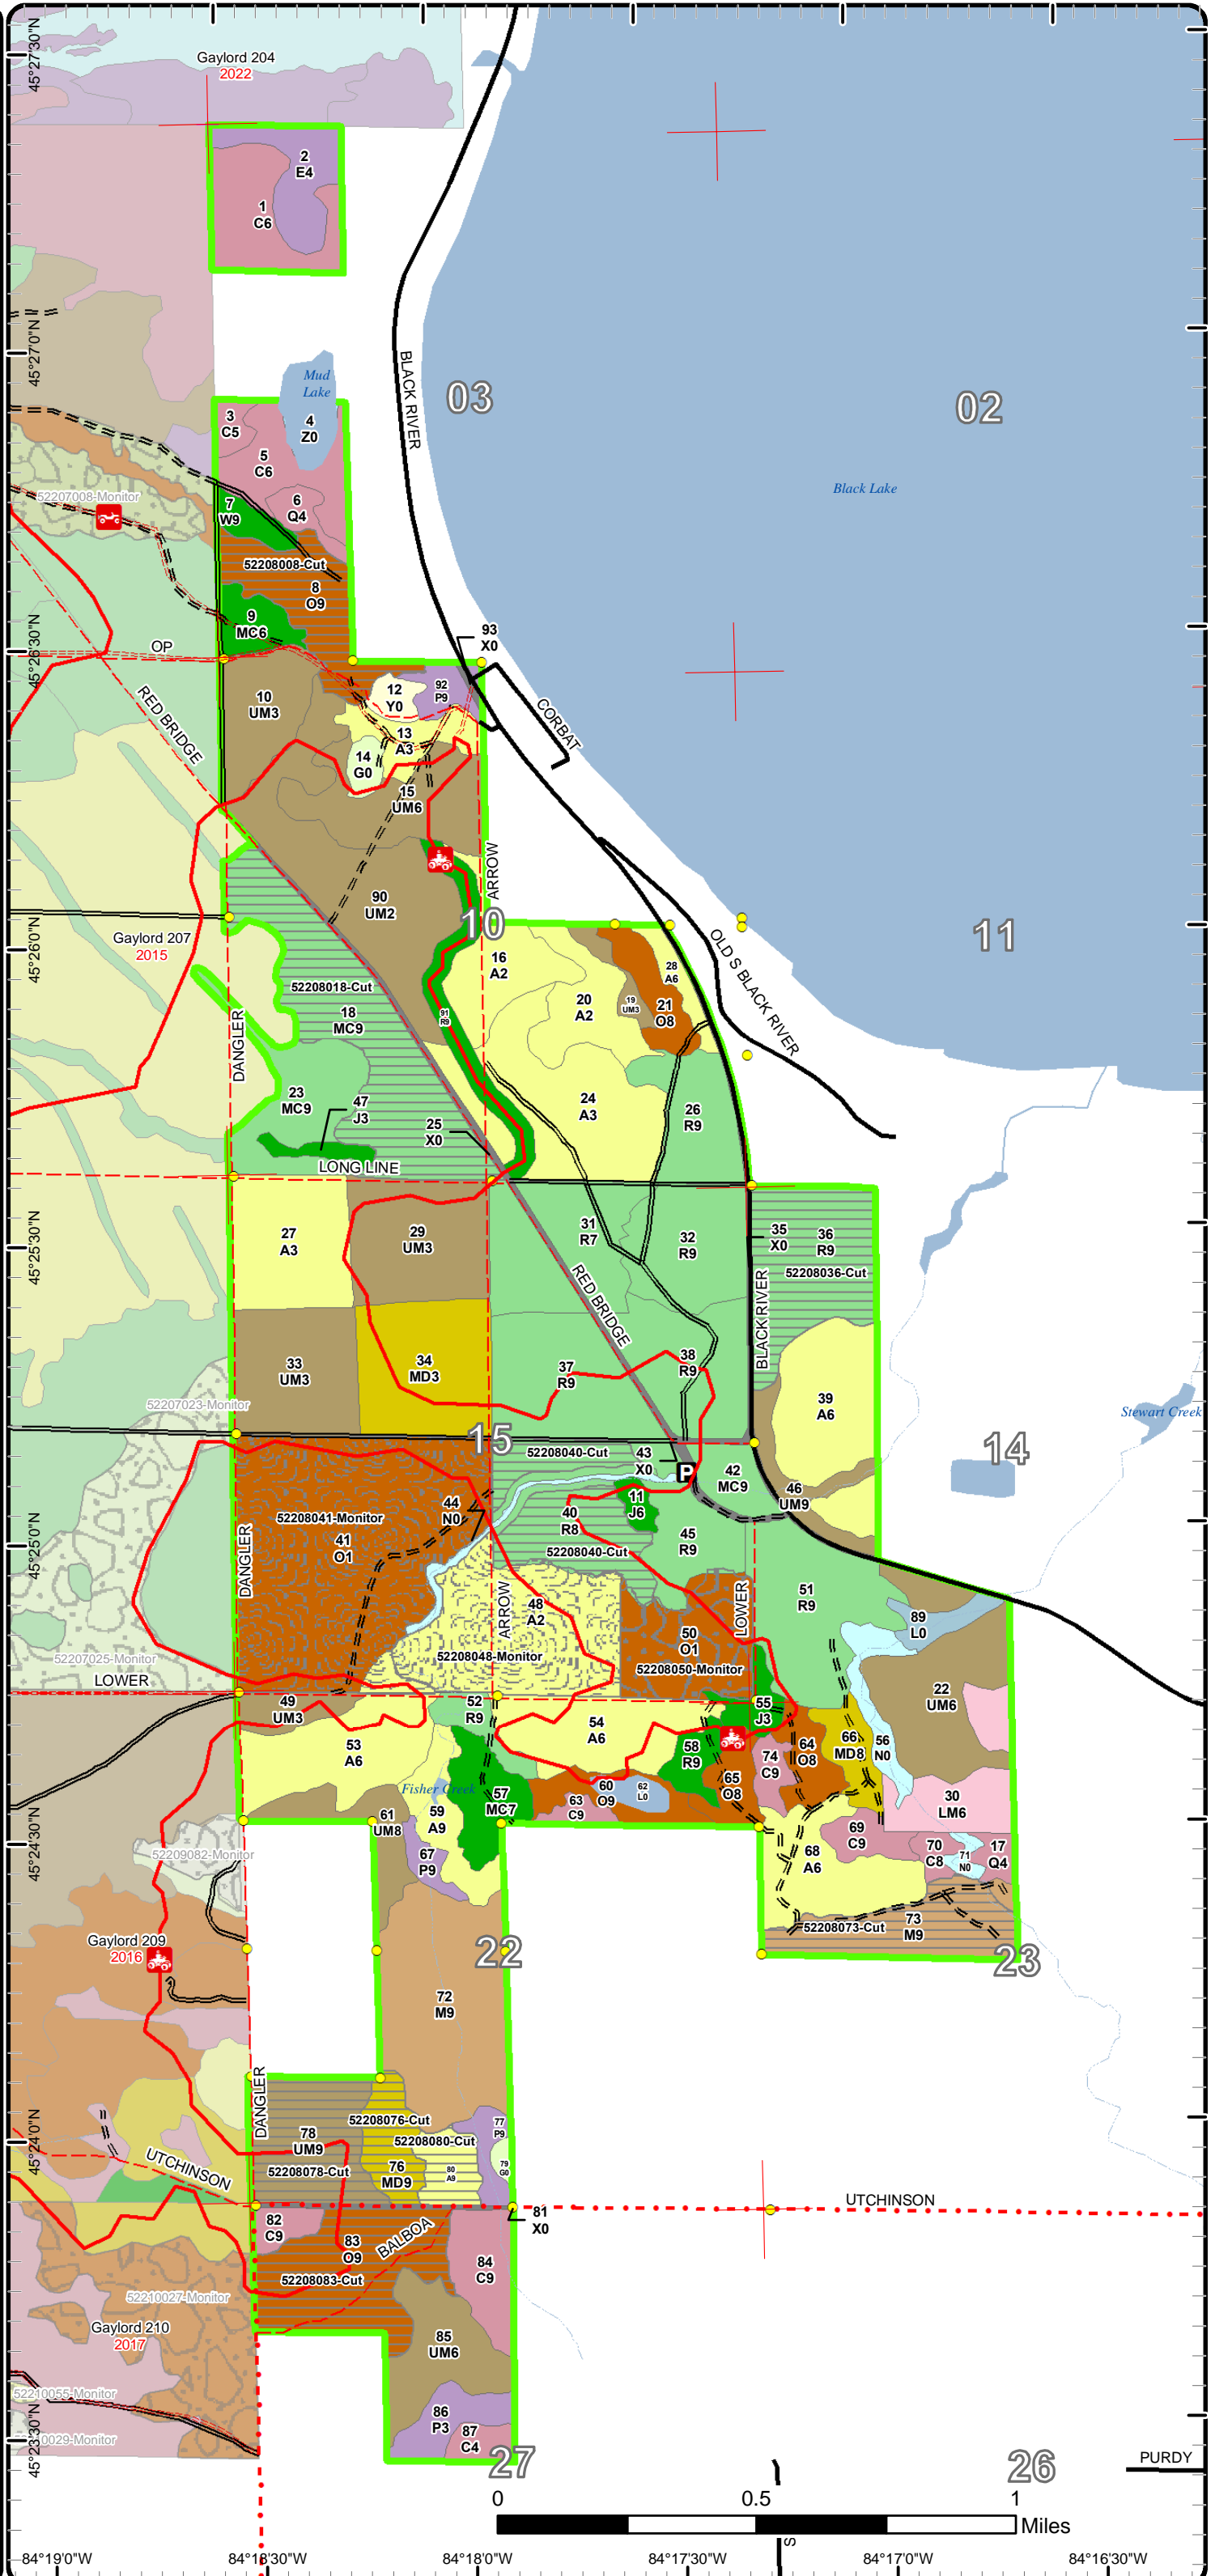 45°27'30"N
Gaylord 204
2022
2
E4
1
C6
45°27'0"N
BLACK RIVER
Mud
Lake
03
02
3
C5
4
Z0
5
C6
6
Q4
7
W9
Black Lake
52207008-Monitor
52208008-Cut
8
O9
9
MC6
45°26'30"N
OP
93
X0
RED BRIDGE
10
UM3
12
Y0
92
P9
13
A3
14
G0
CORBAT
15
UM6
ARROW
90
UM2
10
11
Gaylord 207
2015
45°26'0"N
16
A2
28
A6
OLD S BLACK RIVER
52208018-Cut
18
MC9
20
A2
19
UM3
21
O8
91
R9
DANGLER
23
MC9
47
J3
25
X0
24
A3
26
R9
LONG LINE
45°25'30"N
27
A3
29
UM3
31
R7
32
R9
35
X0
36
R9
52208036-Cut
RED BRIDGE
BLACK RIVER
33
UM3
34
MD3
37
R9
38
R9
39
A6
52207023-Monitor
Stewart Creek
15
14
52208040-Cut
43
X0
P
42
MC9
46
UM9
45°25'0"N
52208041-Monitor
41
O1
44
N0
11
J6
40
R8
52208040-Cut
45
R9
DANGLER
ARROW
LOWER
48
A2
51
R9
89
L0
50
O1
52208048-Monitor
52208050-Monitor
52207025-Monitor
LOWER
22
UM6
49
UM3
52
R9
55
J3
53
A6
54
A6
58
R9
74
C9
64
O8
66
MD8
56
N0
Fisher Creek
57
MC7
60
O9
62
L0
65
O8
63
C9
30
LM6
45°24'30"N
61
UM8
59
A9
67
P9
69
C9
68
A6
70
C8
71
N0
17
Q4
52209082-Monitor
52208073-Cut
73
M9
Gaylord 209
2016
22
23
72
M9
DANGLER
45°24'0"N
52208076-Cut
77
P9
52208080-Cut
78
UM9
52208078-Cut
76
MD9
80
A9
79
G0
UTCHINSON
UTCHINSON
81
X0
82
C9
BALBOA
83
O9
52208083-Cut
84
C9
52210027-Monitor
Gaylord 210
2017
85
UM6
52210055-Monitor
86
P3
87
C4
45°23'30"N
0029-Monitor
27
26
PURDY
0
0.5
1
Miles
S
84°19'0"W
84°18'30"W
84°18'0"W
84°17'30"W
84°17'0"W
84°16'30"W